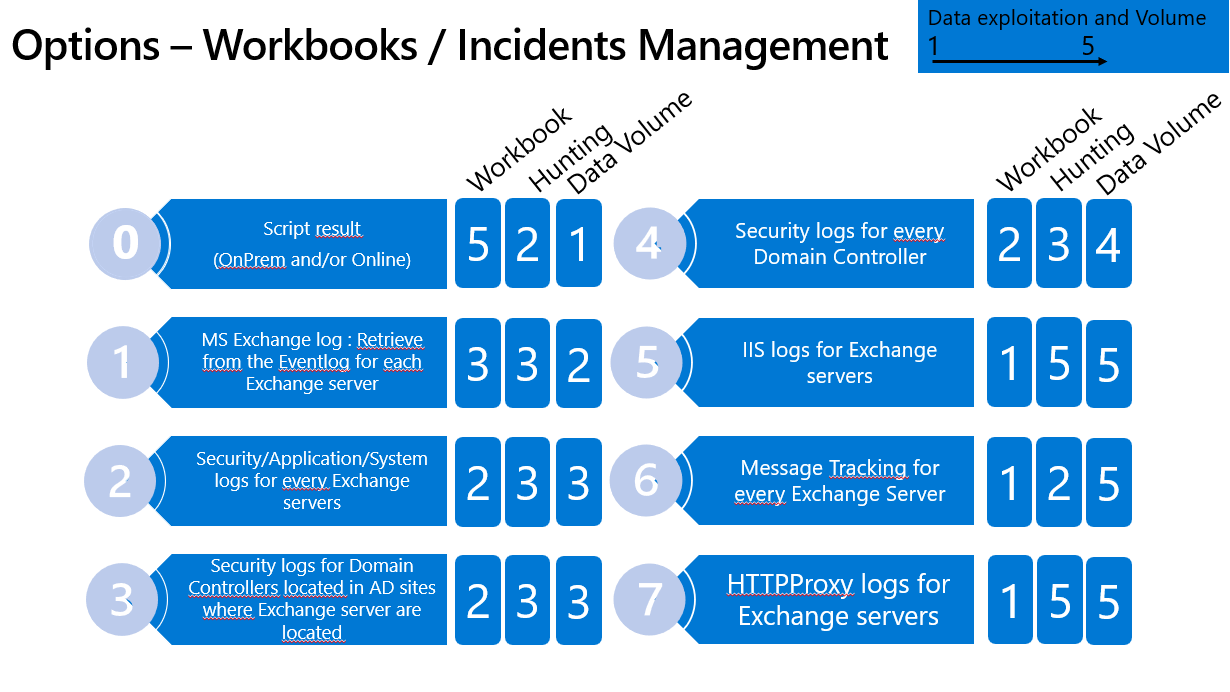 Options – Workbooks / Incidents Management
Data exploitation and Volume
1 5
Workbook
Hunting
Data Volume
0
Script result
(OnPrem and/or Online)
5 2 1
1
MS Exchange log : Retrieve
from the Eventlog for each
Exchange server
3 3 2
2
Security/Application/System
logs for every Exchange
servers
2 3 3
3
Security logs for Domain
Controllers located in AD sites
where Exchange server are
located
2 3 3
Workbook
Hunting
Data Volume
4
Security logs for every
Domain Controller
2 3 4
5
IIS logs for Exchange
servers
1 5 5
6
Message Tracking for
every Exchange Server
1 2 5
7
HTTPProxy logs for
Exchange servers
1 5 5